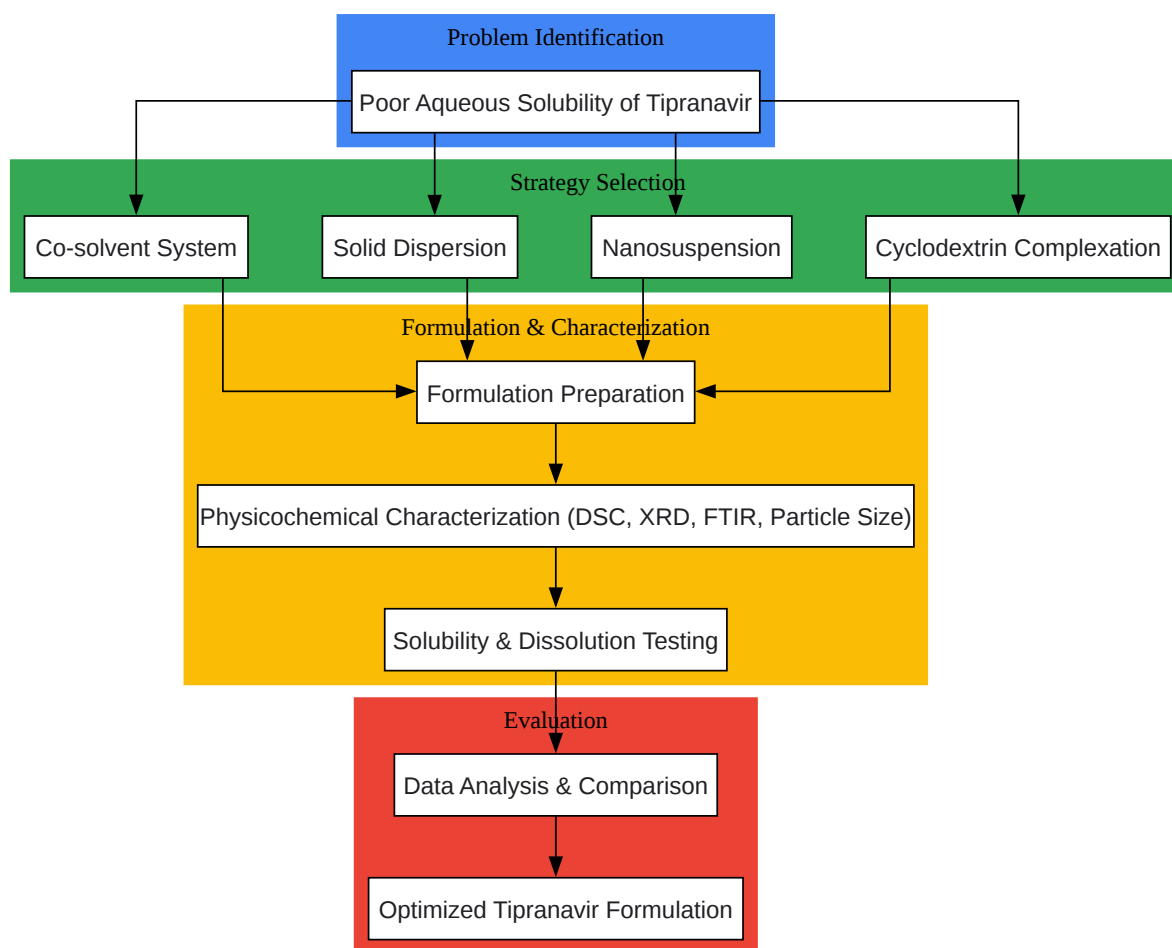 Problem Identification
Poor Aqueous Solubility of Tipranavir
Strategy Selection
Co-solvent System
Solid Dispersion
Nanosuspension
Cyclodextrin Complexation
Formulation & Characterization
Formulation Preparation
Physicochemical Characterization (DSC, XRD, FTIR, Particle Size)
Solubility & Dissolution Testing
Evaluation
Data Analysis & Comparison
Optimized Tipranavir Formulation